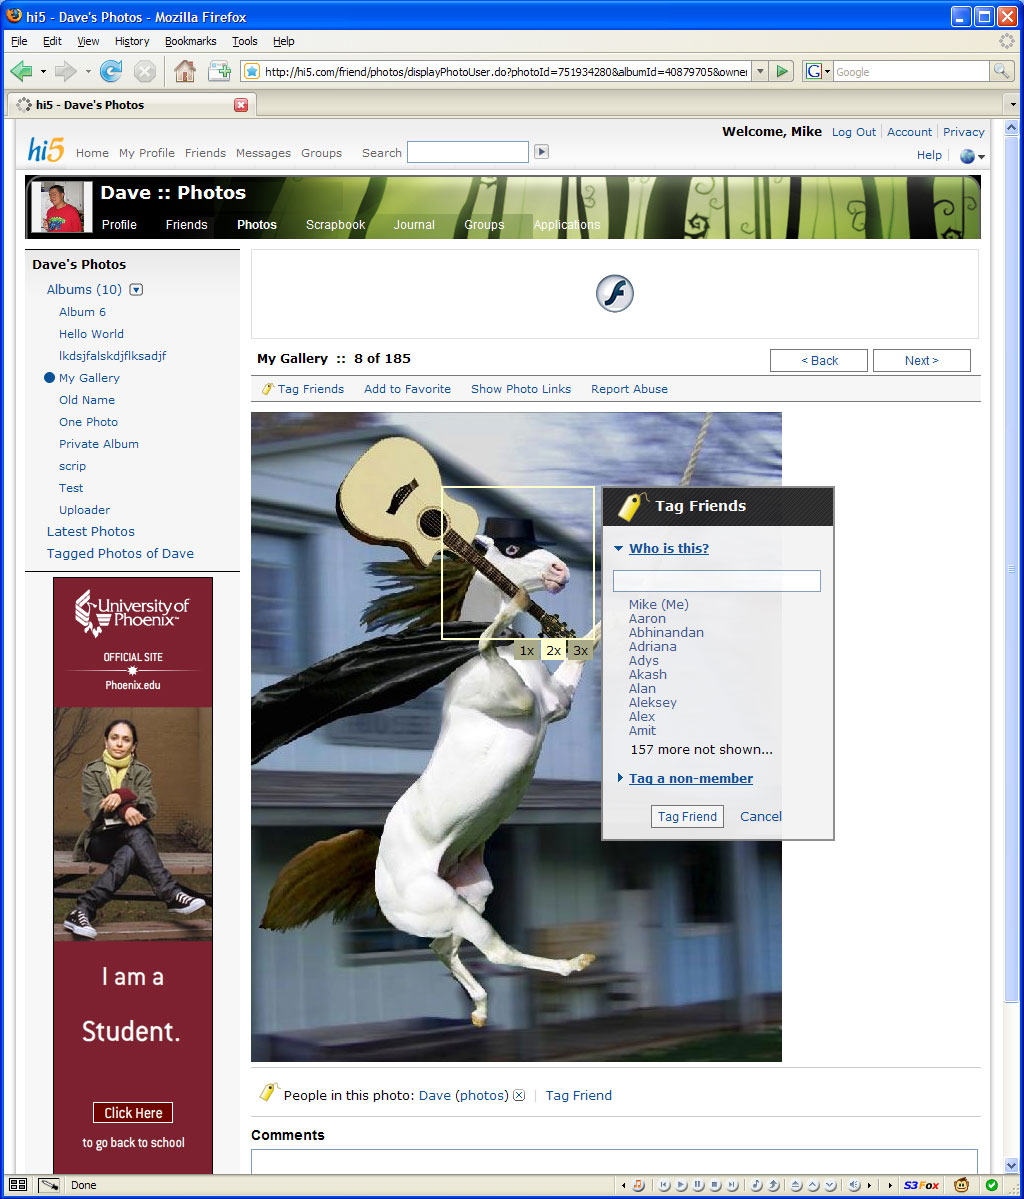 hi5 - Dave's Photos - Mozilla Firefox
File Edit View History Bookmarks Tools Help
http://hi5.com/friend/photos/displayPhotoUser.do?photoId=751934280&albumId=40879705&owner
G Google
hi5 - Dave's Photos
Welcome, Mike Log Out Account Privacy
hi5 Home My Profile Friends Messages Groups Search
Help
Dave :: Photos
Profile Friends Photos Scrapbook Journal Groups Applications
Dave's Photos
Albums (10)
Album 6
Hello World
lkdsjfalskdjflksadjf
My Gallery
Old Name
One Photo
Private Album
scrip
Test
Uploader
Latest Photos
Tagged Photos of Dave
University of
Phoenix™
OFFICIAL SITE
Phoenix.edu
I am a
Student.
Click Here
to go back to school
My Gallery :: 8 of 185
< Back Next >
Tag Friends Add to Favorite Show Photo Links Report Abuse
1x 2x 3x
Tag Friends
Who is this?
Mike (Me)
Aaron
Abhinandan
Adriana
Adys
Akash
Alan
Aleksey
Alex
Amit
157 more not shown...
Tag a non-member
Tag Friend Cancel
People in this photo: Dave (photos) Tag Friend
Comments
Done
S3Fox